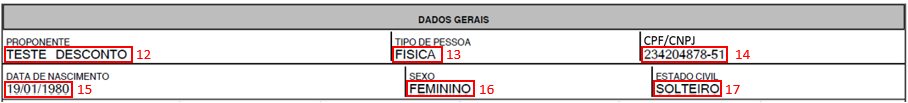 DADOS GERAIS
PROPONENTE TIPO DE PESSOA CPF/CNPJ
TESTE DESCONTO 12 FISICA 13 234204878-51 14
DATA DE NASCIMENTO SEXO ESTADO CIVIL
19/01/1980 15 FEMININO 16 SOLTEIRO 17